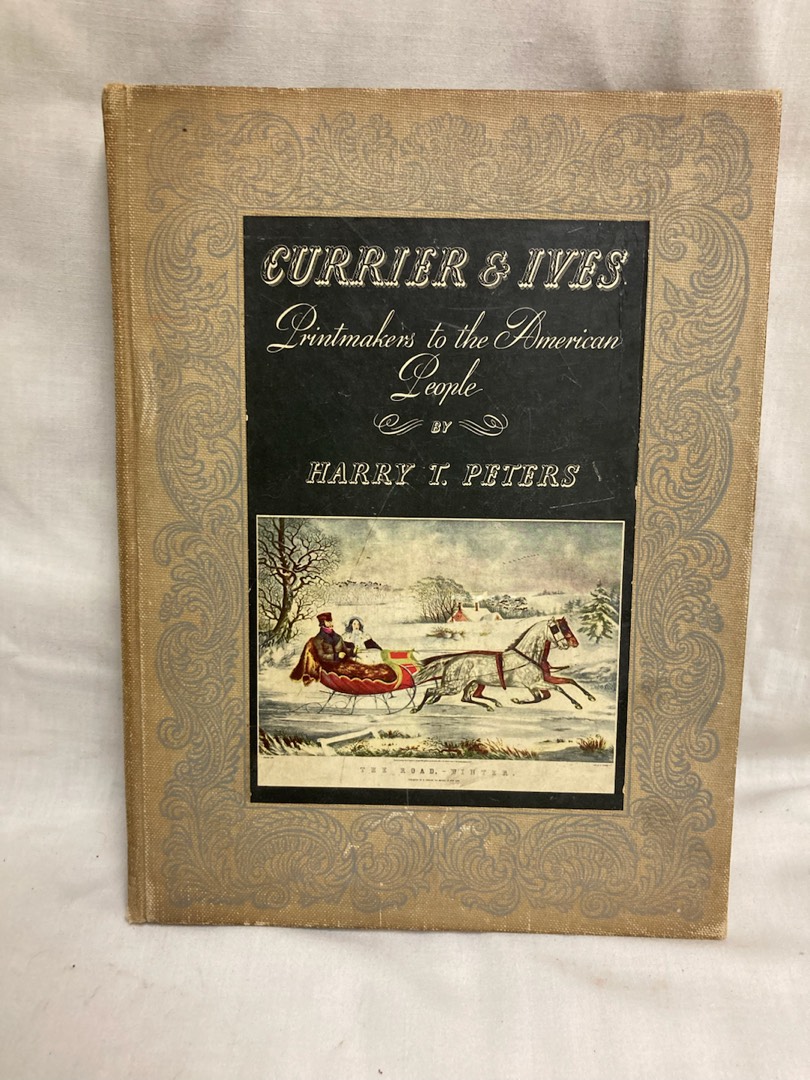 CURRIER & IVES
Printmakers to the American
People
BY
HARRY T. PETERS
THE ROAD,-WINTER.